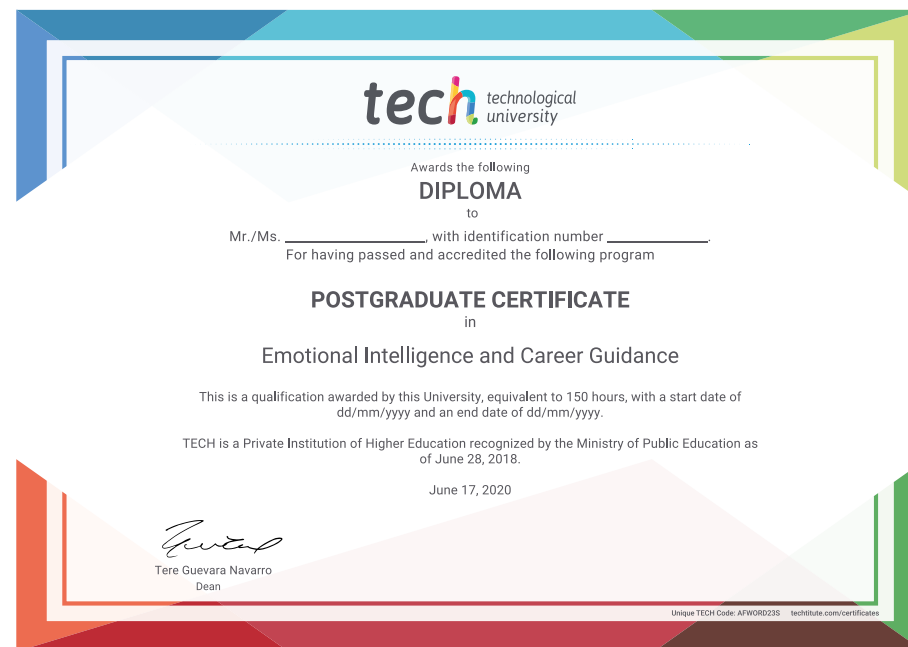 tech technological
university
Awards the following
DIPLOMA
to
Mr./Ms. ____________________, with identification number ______________.
For having passed and accredited the following program
POSTGRADUATE CERTIFICATE
in
Emotional Intelligence and Career Guidance
This is a qualification awarded by this University, equivalent to 150 hours, with a start date of
dd/mm/yyyy and an end date of dd/mm/yyyy.
TECH is a Private Institution of Higher Education recognized by the Ministry of Public Education as
of June 28, 2018.
June 17, 2020
Tere Guevara Navarro
Dean
Unique TECH Code: AFWORD23S techtitute.com/certificates